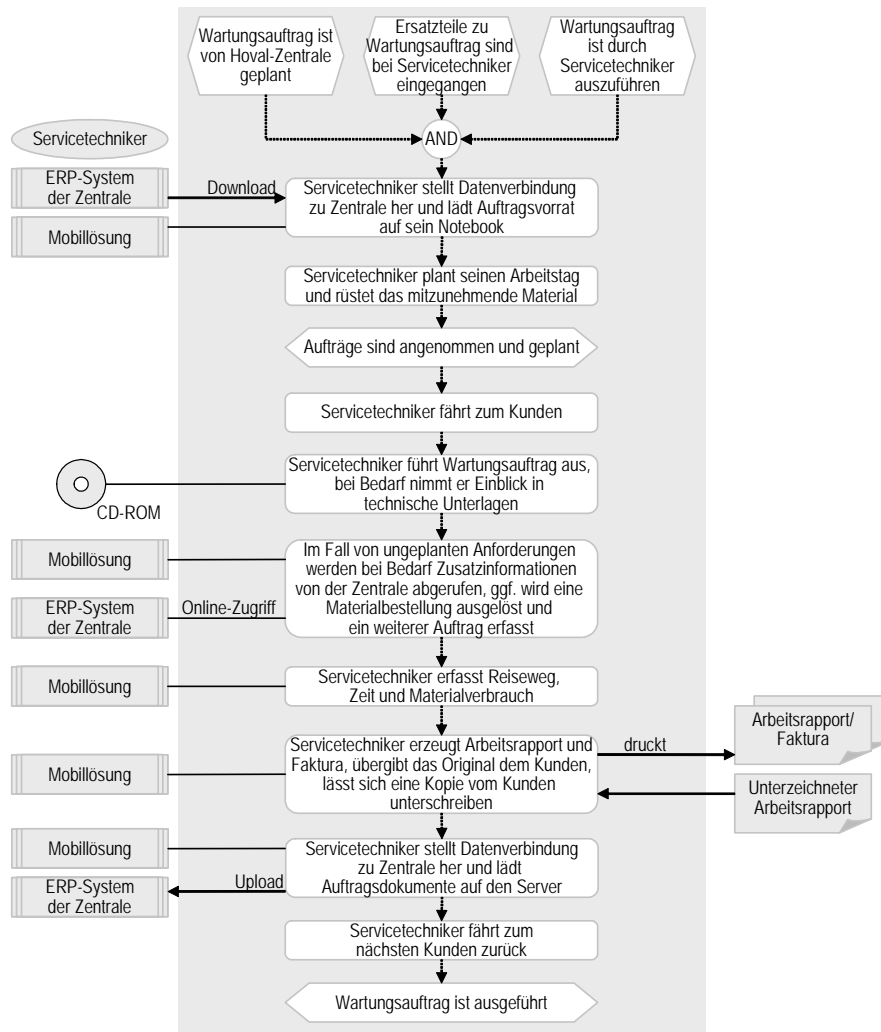 Wartungsauftrag ist
von Hoval-Zentrale
geplant
Ersatzteile zu
Wartungsauftrag sind
bei Servicetechniker
eingegangen
Wartungsauftrag
ist durch
Servicetechniker
auszuführen
AND
Servicetechniker
ERP-System
der Zentrale
Download
Mobillösung
Servicetechniker stellt Datenverbindung
zu Zentrale her und lädt Auftragsvorrat
auf sein Notebook
Servicetechniker plant seinen Arbeitstag
und rüstet das mitzunehmende Material
Aufträge sind angenommen und geplant
Servicetechniker fährt zum Kunden
CD-ROM
Servicetechniker führt Wartungsauftrag aus,
bei Bedarf nimmt er Einblick in
technische Unterlagen
Mobillösung
ERP-System
der Zentrale
Online-Zugriff
Im Fall von ungeplanten Anforderungen
werden bei Bedarf Zusatzinformationen
von der Zentrale abgerufen, ggf. wird eine
Materialbestellung ausgelöst und
ein weiterer Auftrag erfasst
Mobillösung
Servicetechniker erfasst Reiseweg,
Zeit und Materialverbrauch
Mobillösung
Servicetechniker erzeugt Arbeitsrapport und
Faktura, übergibt das Original dem Kunden,
lässt sich eine Kopie vom Kunden
unterschreiben
druckt
Arbeitsrapport/
Faktura
Unterzeichneter
Arbeitsrapport
Mobillösung
ERP-System
der Zentrale
Upload
Servicetechniker stellt Datenverbindung
zu Zentrale her und lädt
Auftragsdokumente auf den Server
Servicetechniker fährt zum
nächsten Kunden zurück
Wartungsauftrag ist ausgeführt